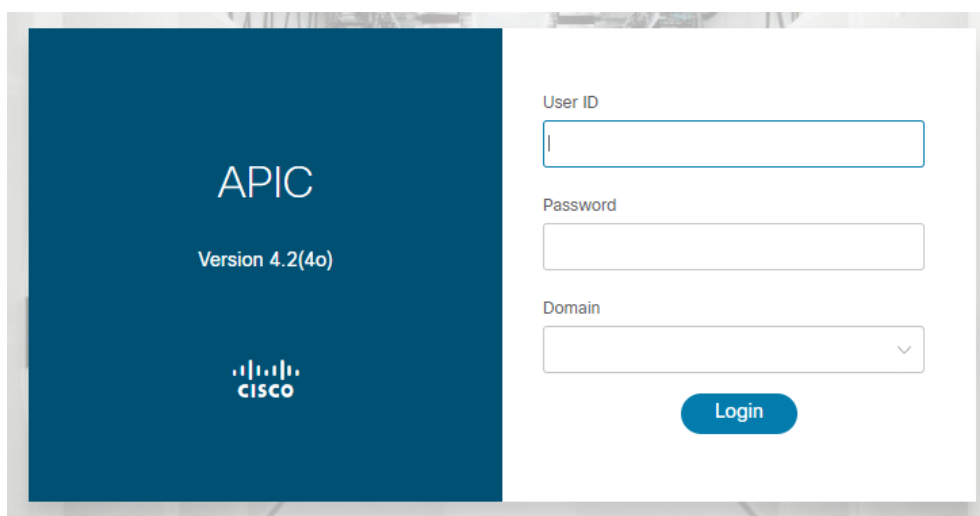 APIC
Version 4.2(4o)
CISCO
User ID
Password
Domain
Login